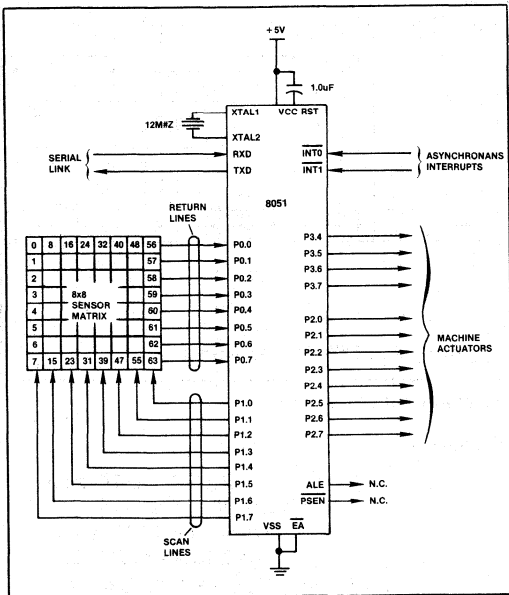 +5V
1.0uF
XTAL1
VCC RST
12M#Z
XTAL2
SERIAL
LINK
RXD
TXD
INT0
INT1
ASYNCHRONANS
INTERRUPTS
8051
RETURN
LINES
0 8 16 24 32 40 48 56
1 57
2 58
3 59
4 60
5 61
6 62
7 15 23 31 39 47 55 63
8x8
SENSOR
MATRIX
P0.0
P0.1
P0.2
P0.3
P0.4
P0.5
P0.6
P0.7
P1.0
P1.1
P1.2
P1.3
P1.4
P1.5
P1.6
P1.7
SCAN
LINES
P3.4
P3.5
P3.6
P3.7
P2.0
P2.1
P2.2
P2.3
P2.4
P2.5
P2.6
P2.7
MACHINE
ACTUATORS
ALE
N.C.
PSEN
N.C.
VSS
EA